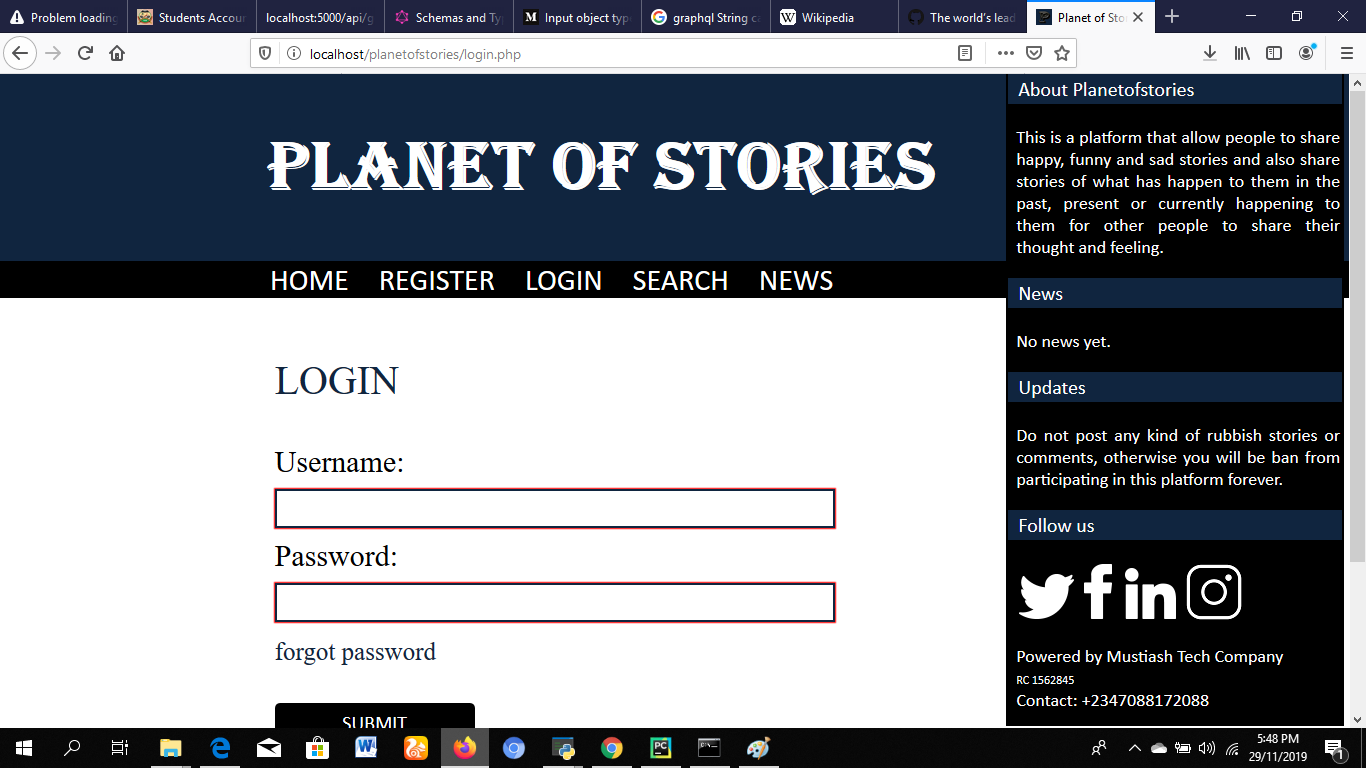 Problem loading
Students Accou
localhost:5000/api/g
Schemas and Ty
Input object type
graphql String ca
Wikipedia
The world's lead
Planet of Sto
localhost/planetofstories/login.php
PLANET OF STORIES
HOME REGISTER LOGIN SEARCH NEWS
LOGIN
Username:
Password:
forgot password
SUBMIT
About Planetofstories
This is a platform that allow people to share
happy, funny and sad stories and also share
stories of what has happen to them in the
past, present or currently happening to
them for other people to share their
thought and feeling.
News
No news yet.
Updates
Do not post any kind of rubbish stories or
comments, otherwise you will be ban from
participating in this platform forever.
Follow us
Powered by Mustiash Tech Company
RC 1562845
Contact: +2347088172088
5:48 PM
29/11/2019
1